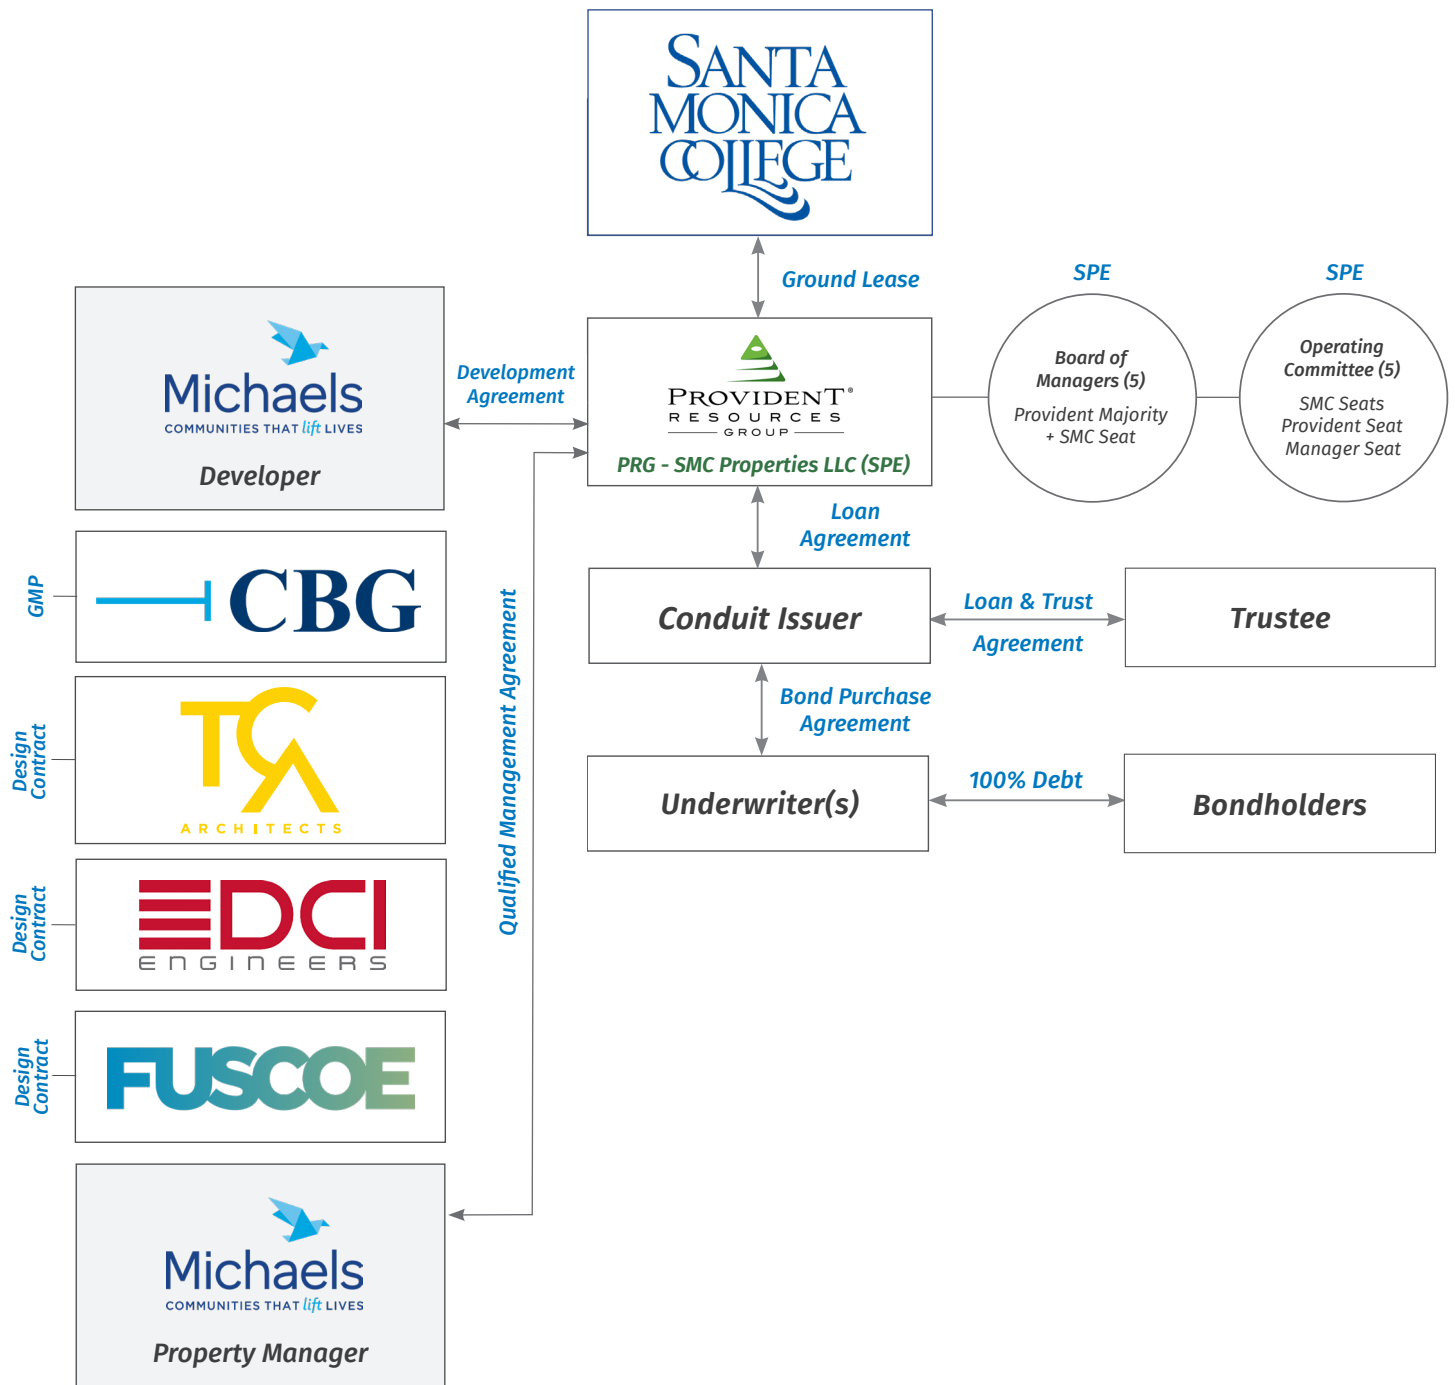 SANTA
MONICA
COLLEGE
Ground Lease
SPE
SPE
Michaels
COMMUNITIES THAT lift LIVES
Developer
Development
Agreement
PROVIDENT®
RESOURCES
GROUP
PRG - SMC Properties LLC (SPE)
Board of
Managers (5)
Provident Majority
+ SMC Seat
Operating
Committee (5)
SMC Seats
Provident Seat
Manager Seat
Loan
Agreement
GMP
CBG
Qualified Management Agreement
Conduit Issuer
Loan & Trust
Agreement
Trustee
Bond Purchase
Agreement
Design
Contract
TCA
ARCHITECTS
Underwriter(s)
100% Debt
Bondholders
Design
Contract
DCI
ENGINEERS
Design
Contract
FUSCOE
Michaels
COMMUNITIES THAT lift LIVES
Property Manager